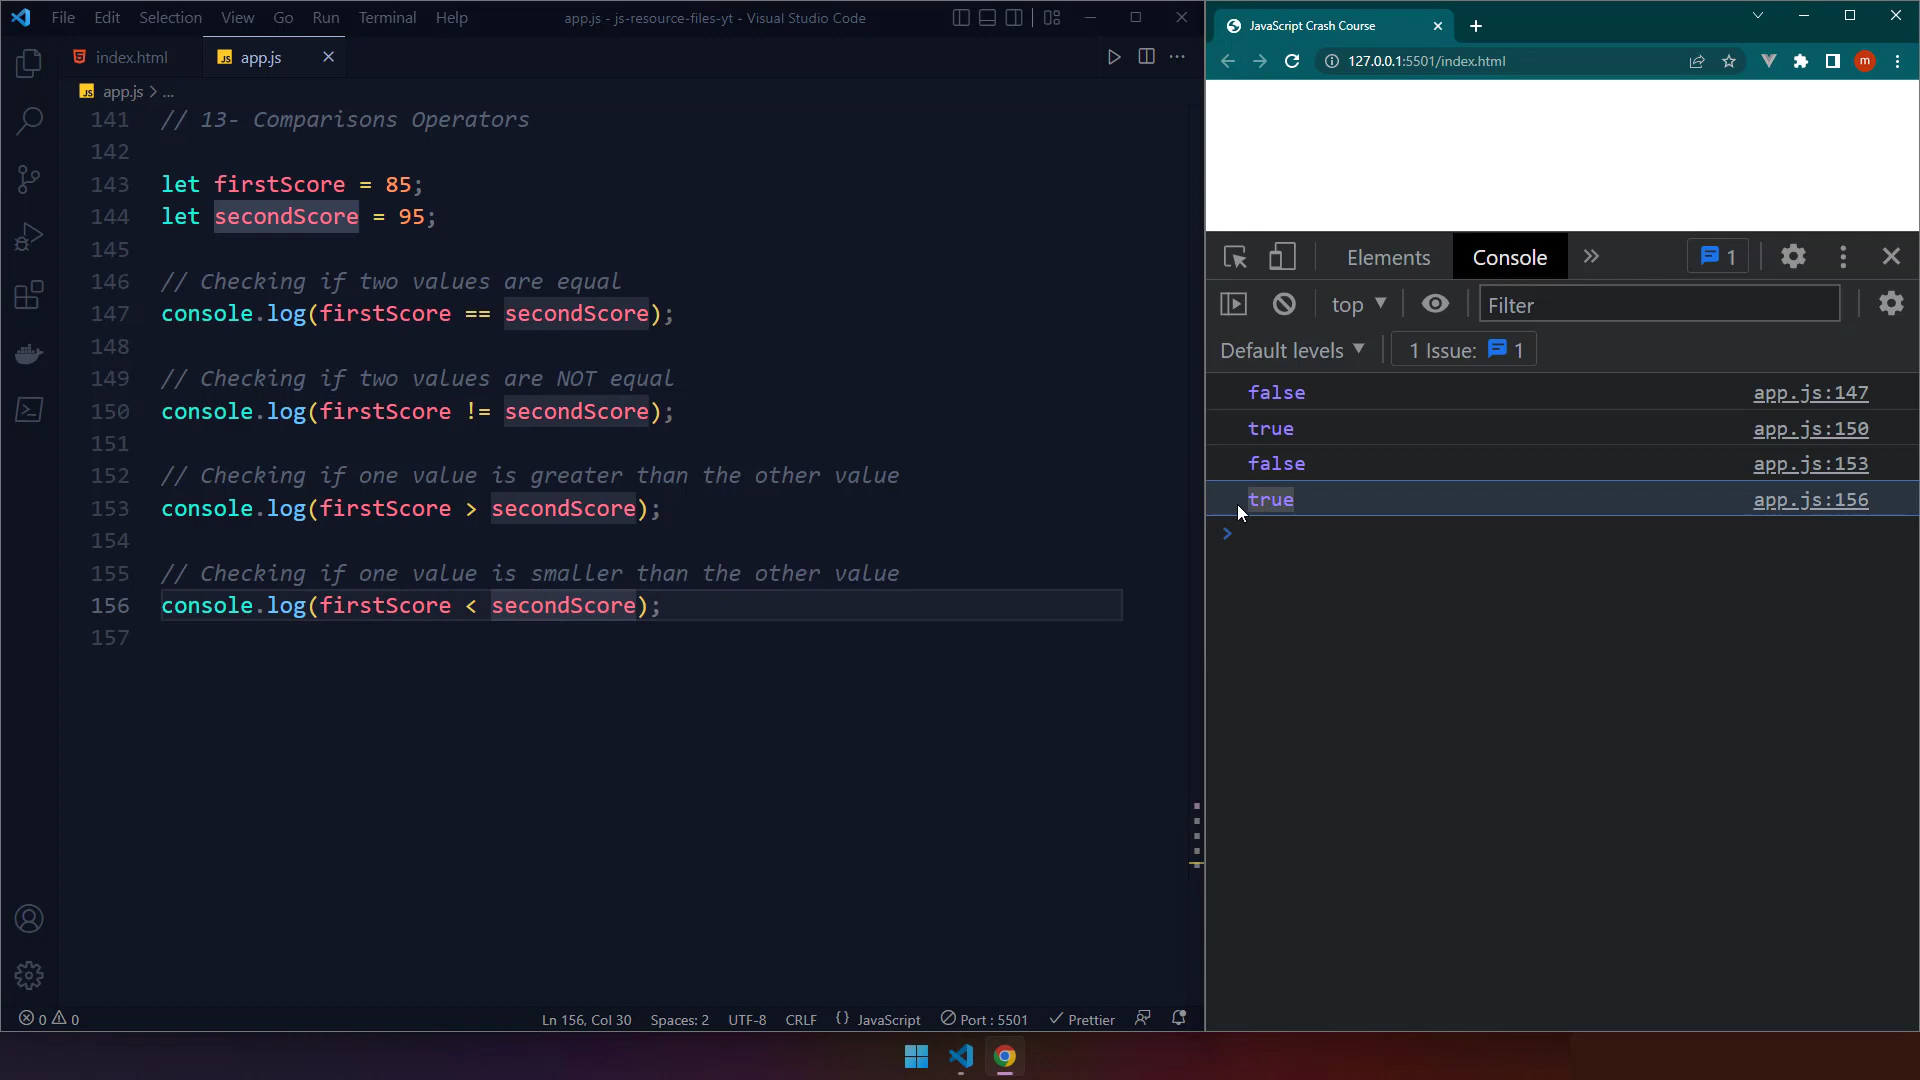 File Edit Selection View Go Run Terminal Help
app.js - js-resource-files-yt - Visual Studio Code
index.html
JS app.js
JS app.js > ...
141 // 13- Comparisons Operators
142
143 let firstScore = 85;
144 let secondScore = 95;
145
146 // Checking if two values are equal
147 console.log(firstScore == secondScore);
148
149 // Checking if two values are NOT equal
150 console.log(firstScore != secondScore);
151
152 // Checking if one value is greater than the other value
153 console.log(firstScore > secondScore);
154
155 // Checking if one value is smaller than the other value
156 console.log(firstScore < secondScore);
157
0 0
Ln 156, Col 30 Spaces: 2 UTF-8 CRLF {} JavaScript Port : 5501 Prettier
JavaScript Crash Course
127.0.0.1:5501/index.html
m
Elements Console 1
top Filter
Default levels 1 Issue: 1
false app.js:147
true app.js:150
false app.js:153
true app.js:156
>